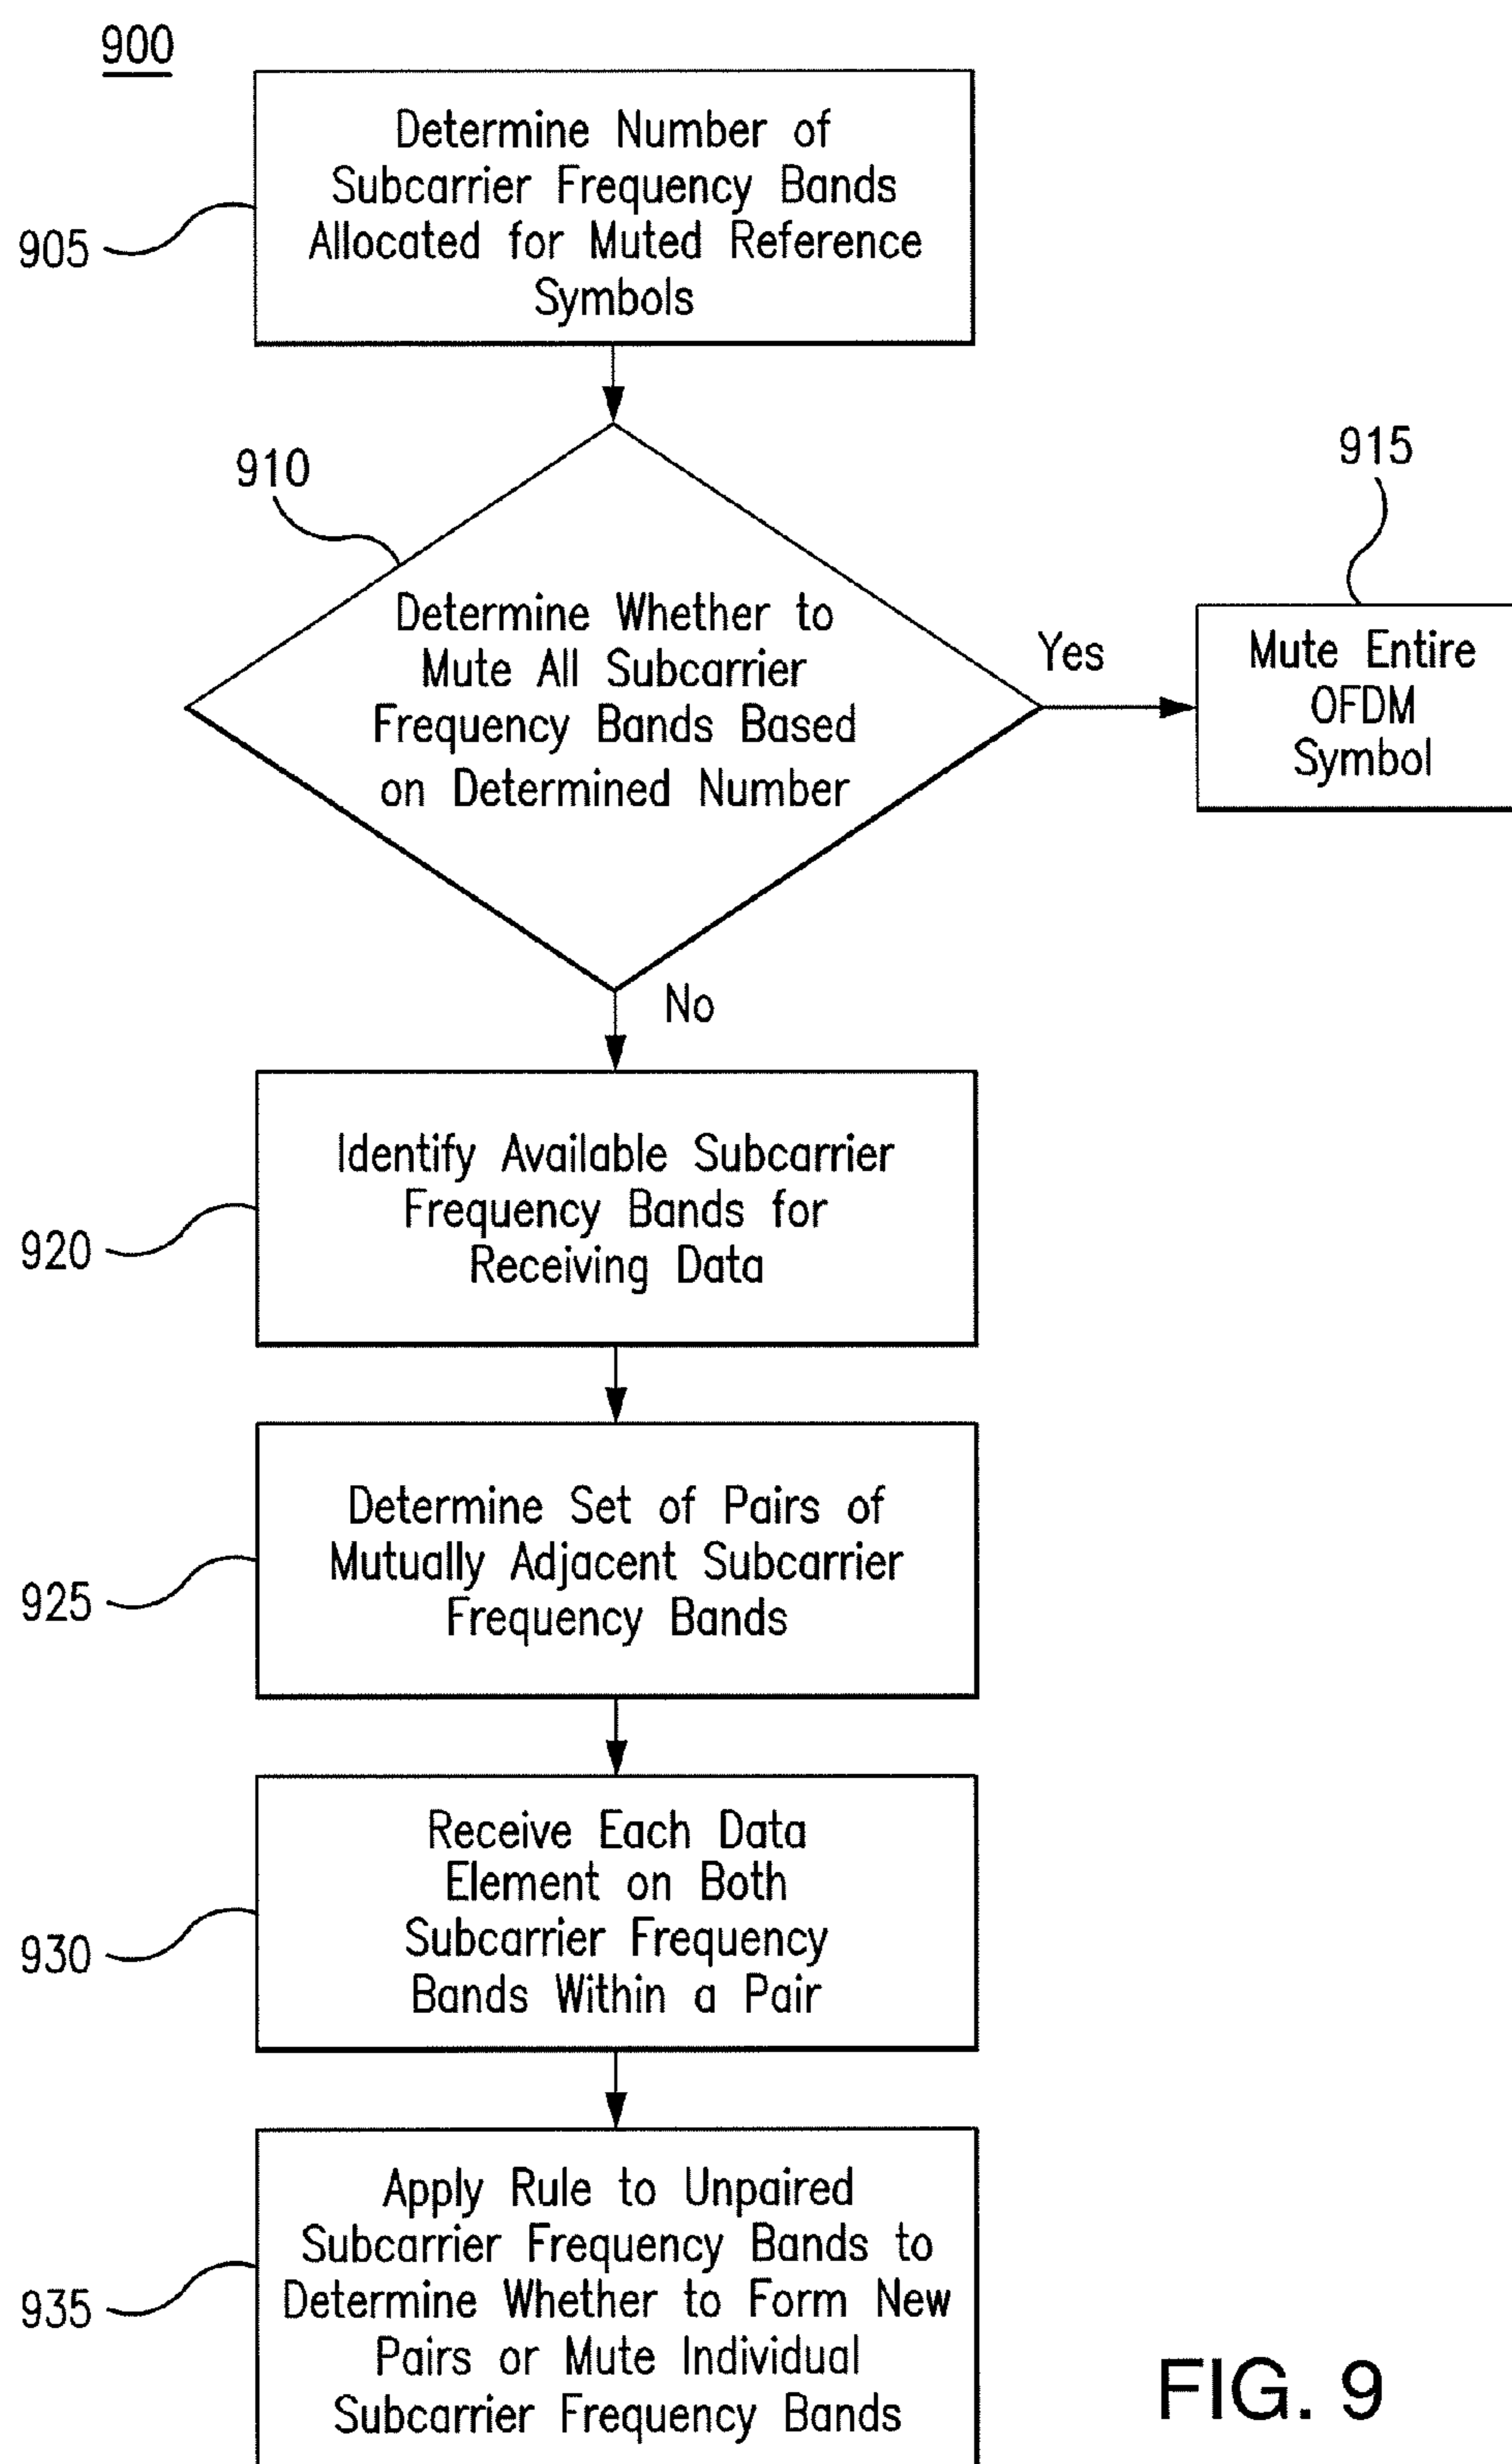 900
Determine Number of
Subcarrier Frequency Bands
Allocated for Muted Reference
Symbols
905
910
Determine Whether to
Mute All Subcarrier
Frequency Bands Based
on Determined Number
Yes
915
Mute Entire
OFDM
Symbol
No
Identify Available Subcarrier
Frequency Bands for
Receiving Data
920
Determine Set of Pairs of
Mutually Adjacent Subcarrier
Frequency Bands
925
Receive Each Data
Element on Both
Subcarrier Frequency
Bands Within a Pair
930
Apply Rule to Unpaired
Subcarrier Frequency Bands to
Determine Whether to Form New
Pairs or Mute Individual
Subcarrier Frequency Bands
935
FIG. 9